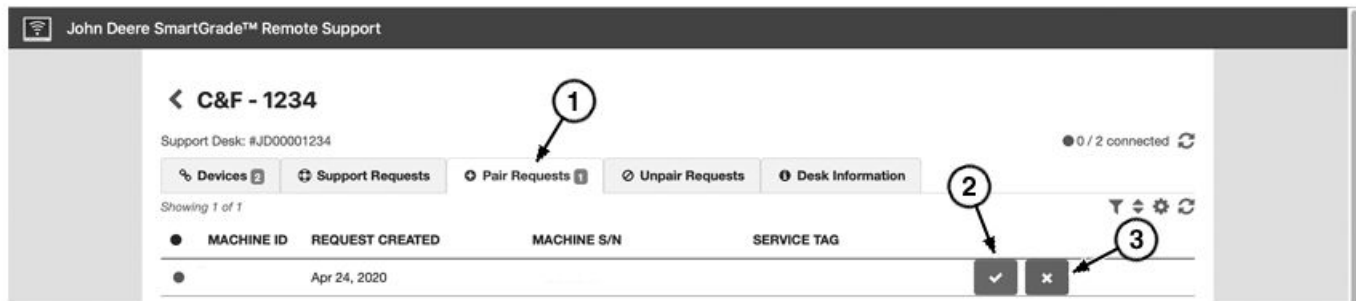 John Deere SmartGrade™ Remote Support
C&F - 1234
1
Support Desk: #JD00001234
0 / 2 connected
Devices 2 Support Requests Pair Requests 1 Unpair Requests Desk Information
2
Showing 1 of 1
3
MACHINE ID REQUEST CREATED MACHINE S/N SERVICE TAG
Apr 24, 2020